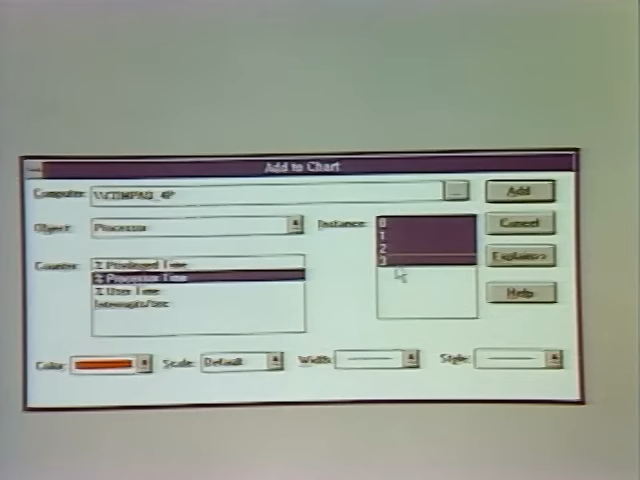 Add to Chart
Computer:
...
Add
Object: Processor
Instance: 0
1
2
3
Cancel
Explain>>
Help
Counter: % Privileged Time
% Processor Time
% User Time
Interrupts/sec
Color: Scale: Default Width: Style: